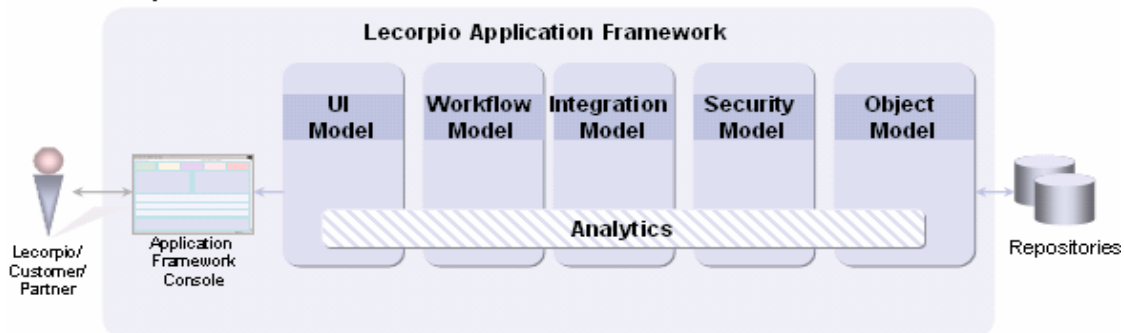 Lecorpio Application Framework
UI
Model
Workflow
Model
Integration
Model
Security
Model
Object
Model
Analytics
Lecorpio/
Customer/
Partner
Application
Framework
Console
Repositories